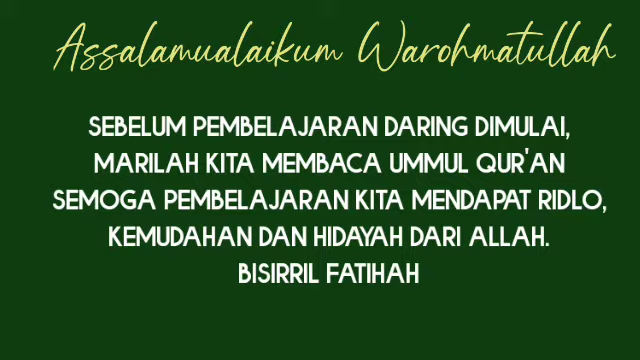 Assalamualaikum Warohmatullah
SEBELUM PEMBELAJARAN DARING DIMULAI,
MARILAH KITA MEMBACA UMMUL QUR'AN
SEMOGA PEMBELAJARAN KITA MENDAPAT RIDLO,
KEMUDAHAN DAN HIDAYAH DARI ALLAH.
BISIRRIL FATIHAH